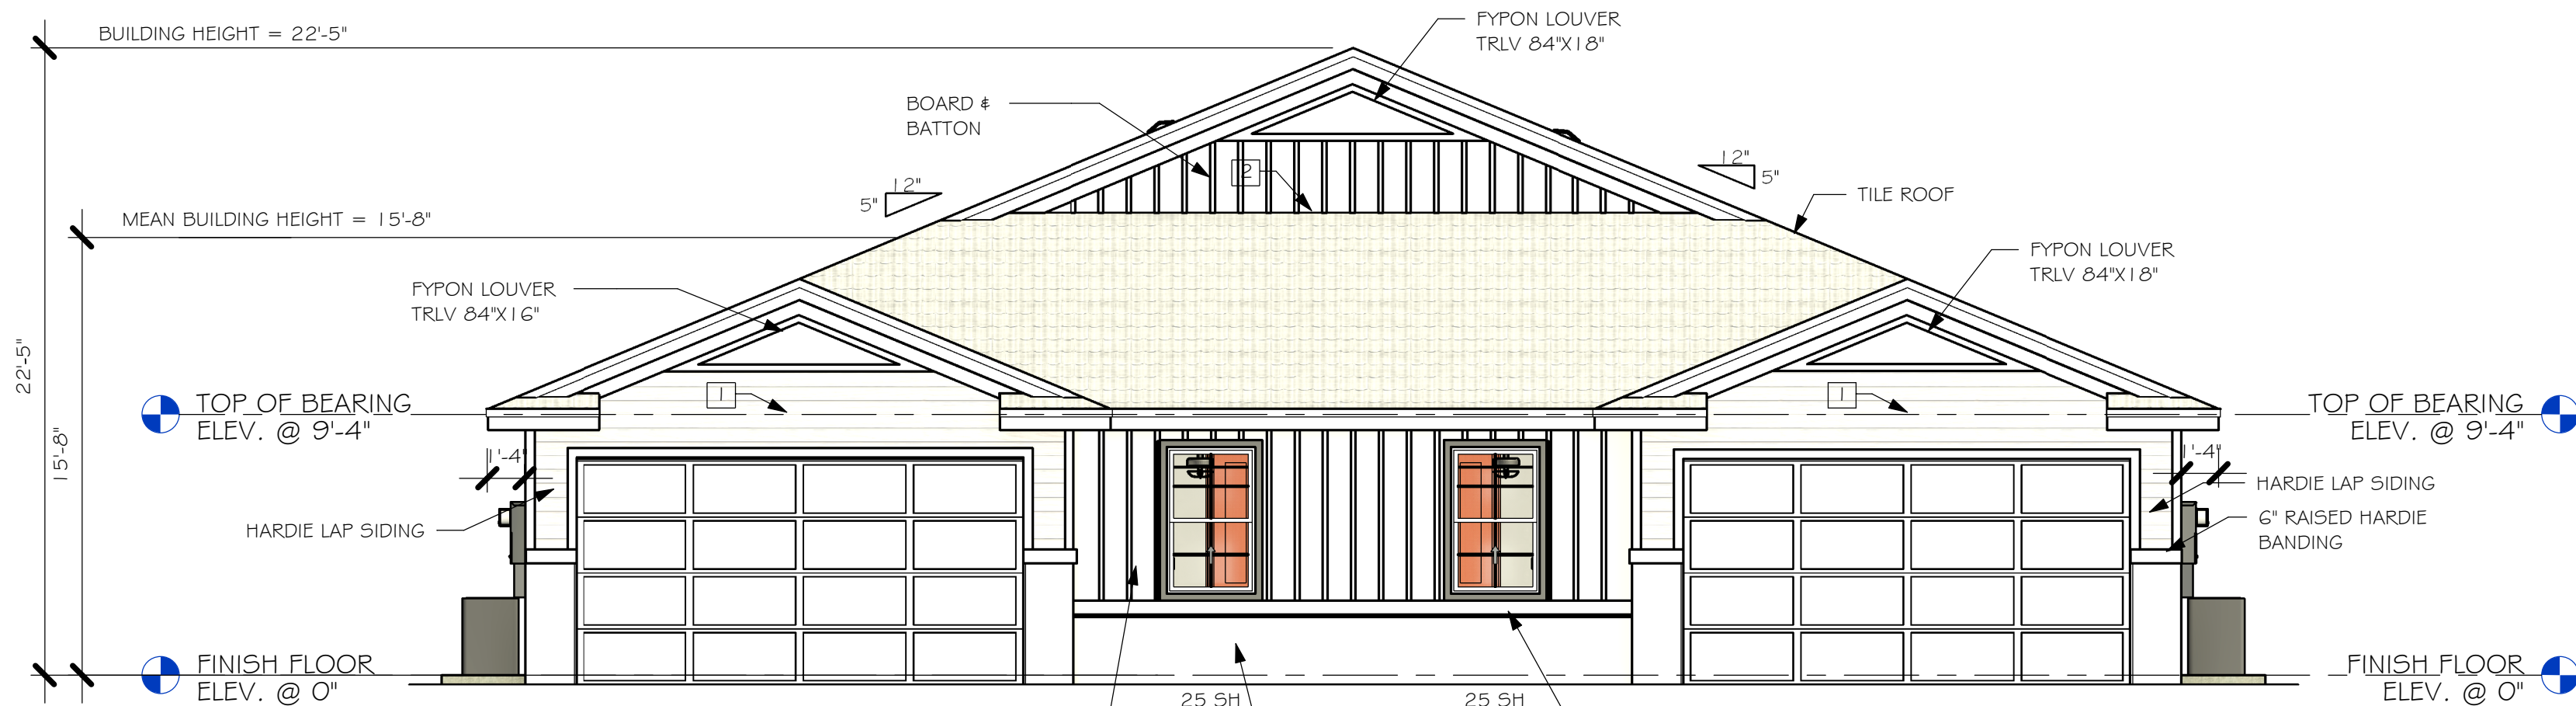 BUILDING HEIGHT = 22'-5"
FYPON LOUVER
TRLV 84"X18"
BOARD &
BATTON
2
12"
5"
12"
5"
TILE ROOF
MEAN BUILDING HEIGHT = 15'-8"
FYPON LOUVER
TRLV 84"X16"
FYPON LOUVER
TRLV 84"X18"
22'-5"
15'-8"
1
1
TOP OF BEARING
ELEV. @ 9'-4"
TOP OF BEARING
ELEV. @ 9'-4"
1'-4"
1'-4"
HARDIE LAP SIDING
HARDIE LAP SIDING
6" RAISED HARDIE
BANDING
FINISH FLOOR
ELEV. @ 0"
FINISH FLOOR
ELEV. @ 0"
25 SH
25 SH